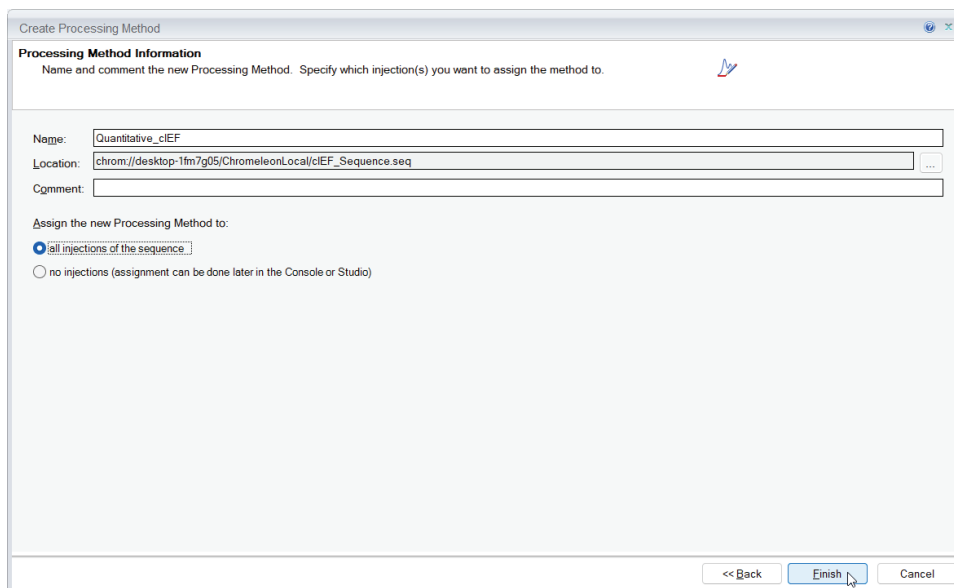 Create Processing Method
Processing Method Information
Name and comment the new Processing Method. Specify which injection(s) you want to assign the method to.
Name: Quantitative_cIEF
Location: chrom://desktop-1fm7g05/ChromeleonLocal/cIEF_Sequence.seq ...
Comment:
Assign the new Processing Method to:
all injections of the sequence
no injections (assignment can be done later in the Console or Studio)
<< Back Finish Cancel